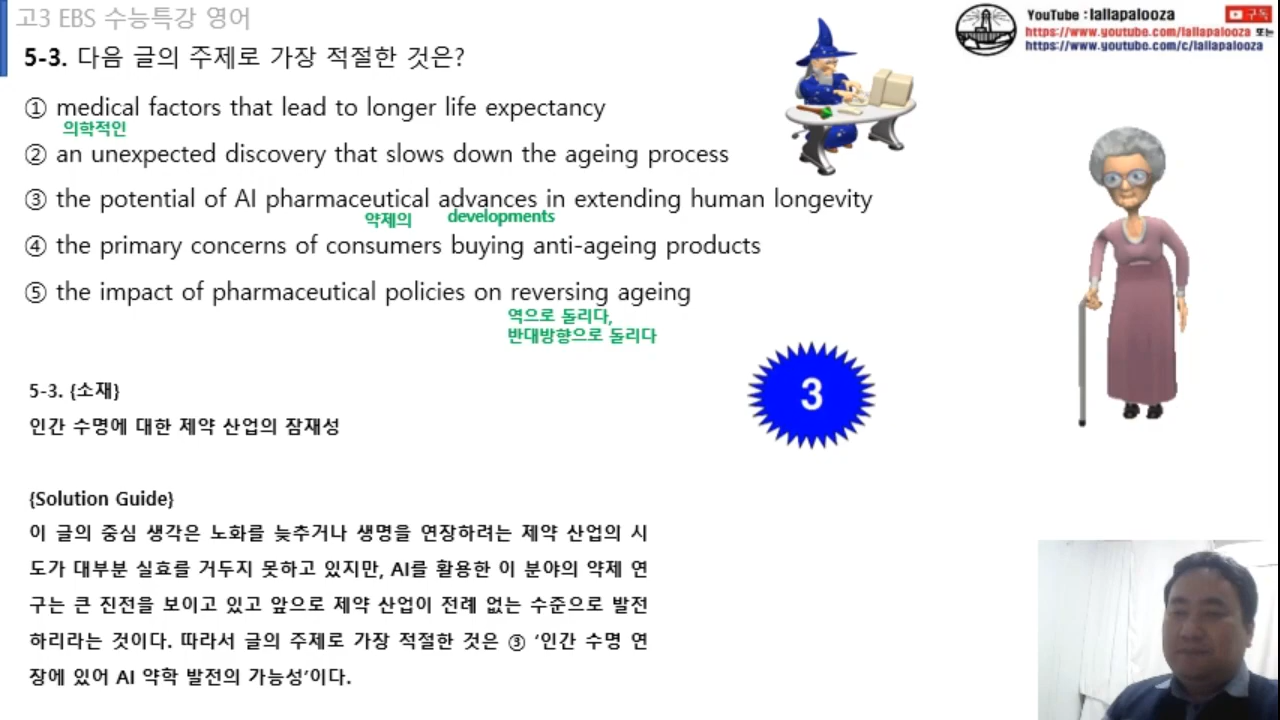 고3 EBS 수능특강 영어
YouTube : lallapalooza
구독
https://www.youtube.com/lallapalooza 또는
https://www.youtube.com/c/lallapalooza
5-3. 다음 글의 주제로 가장 적절한 것은?
① medical factors that lead to longer life expectancy
의학적인
② an unexpected discovery that slows down the ageing process
③ the potential of AI pharmaceutical advances in extending human longevity
약제의 developments
④ the primary concerns of consumers buying anti-ageing products
⑤ the impact of pharmaceutical policies on reversing ageing
역으로 돌리다,
반대방향으로 돌리다
3
5-3. {소재}
인간 수명에 대한 제약 산업의 잠재성
{Solution Guide}
이 글의 중심 생각은 노화를 늦추거나 생명을 연장하려는 제약 산업의 시
도가 대부분 실효를 거두지 못하고 있지만, AI를 활용한 이 분야의 약제 연
구는 큰 진전을 보이고 있고 앞으로 제약 산업이 전례 없는 수준으로 발전
하리라는 것이다. 따라서 글의 주제로 가장 적절한 것은 ③ ‘인간 수명 연
장에 있어 AI 약학 발전의 가능성’이다.